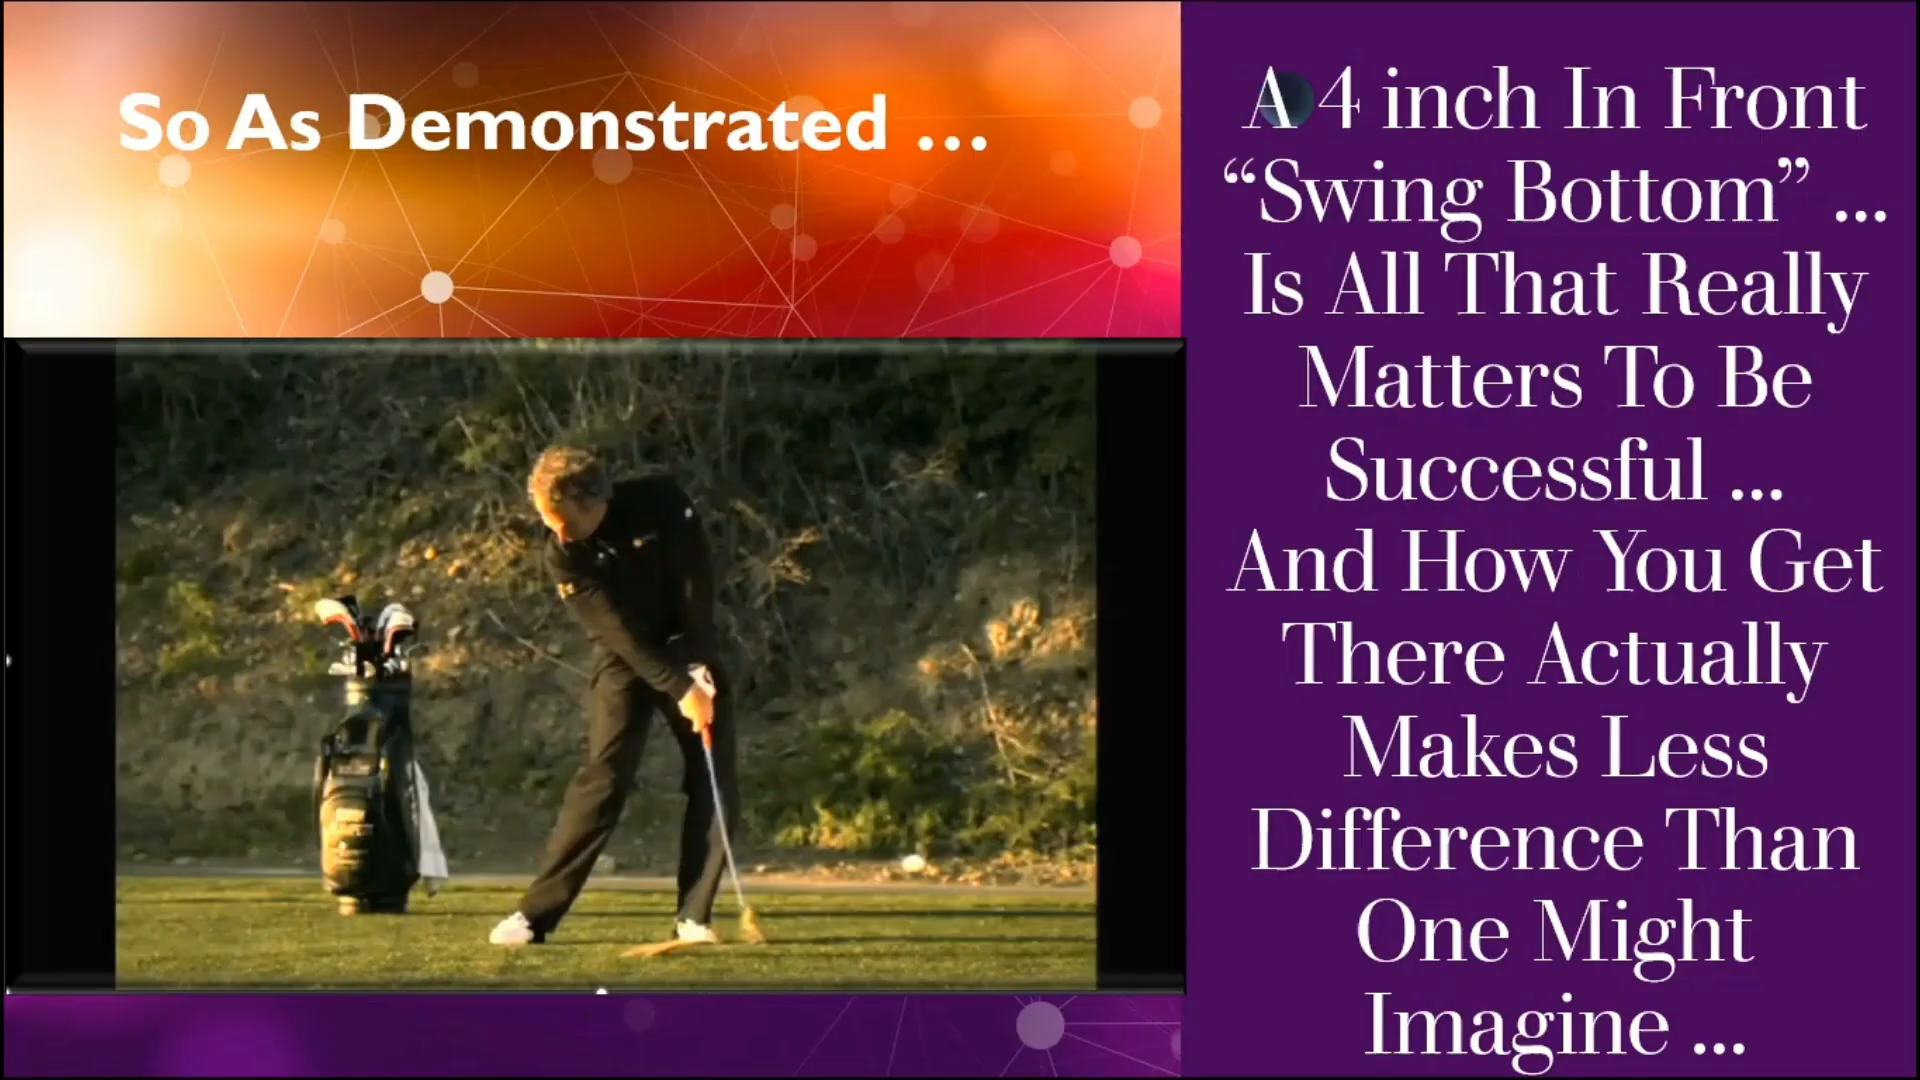 So As Demonstrated ...
A 4 inch In Front
“Swing Bottom” ...
Is All That Really
Matters To Be
Successful ...
And How You Get
There Actually
Makes Less
Difference Than
One Might
Imagine ...